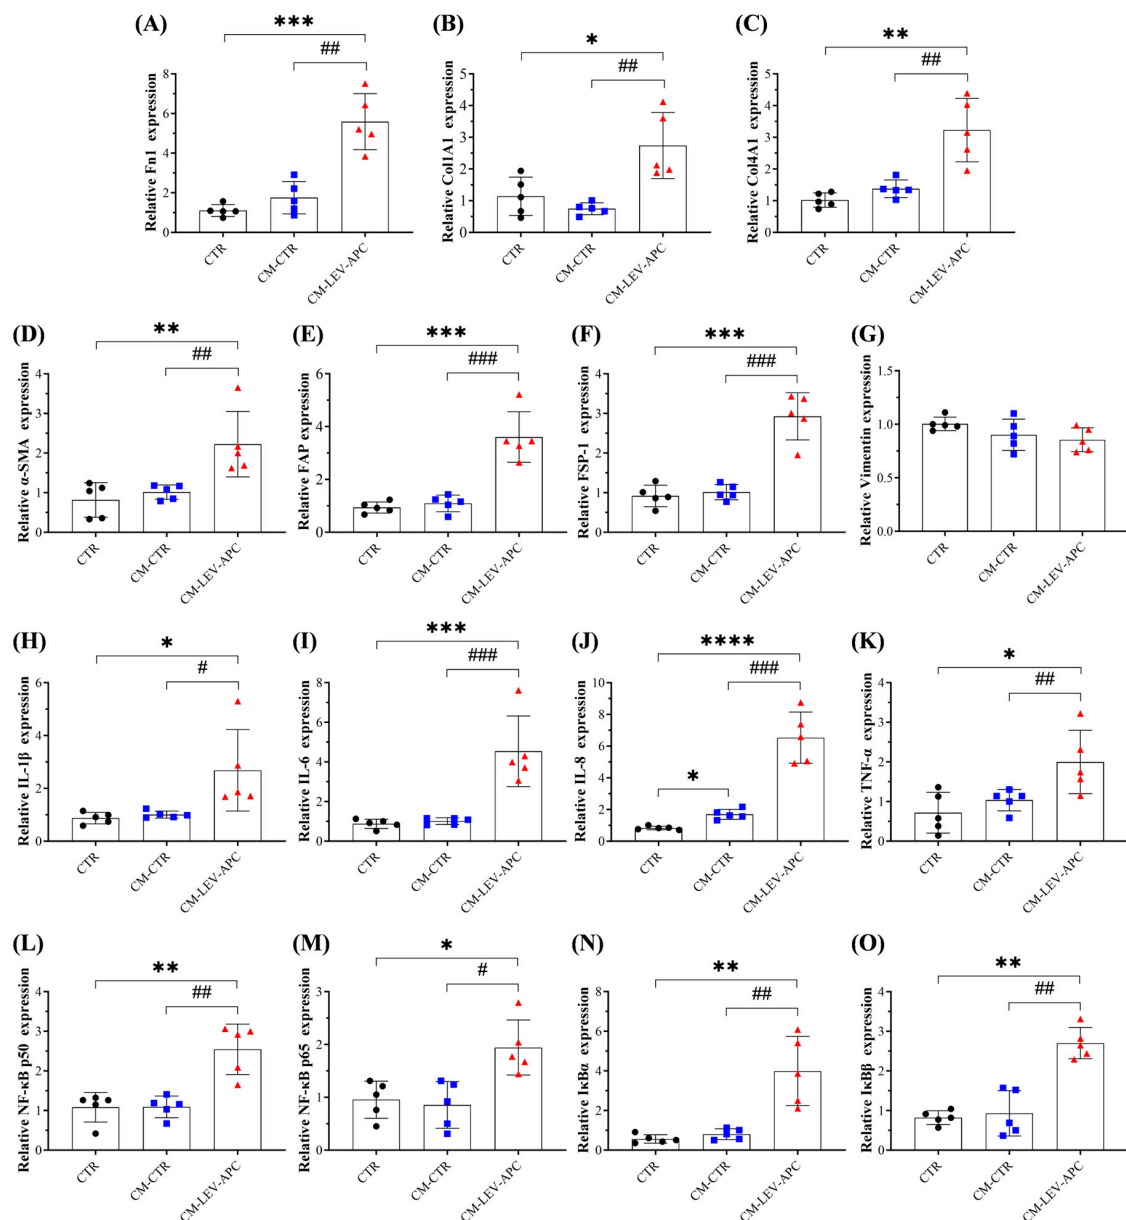 (A)
***
##
Relative Fn1 expression
8
6
4
2
0
CTR
CM-CTR
CM-LEV-APC
(B)
*
##
Relative Col1A1 expression
5
4
3
2
1
0
CTR
CM-CTR
CM-LEV-APC
(C)
**
##
Relative Col4A1 expression
5
4
3
2
1
0
CTR
CM-CTR
CM-LEV-APC
(D)
**
##
Relative α-SMA expression
4
3
2
1
0
CTR
CM-CTR
CM-LEV-APC
(E)
***
###
Relative FAP expression
6
4
2
0
CTR
CM-CTR
CM-LEV-APC
(F)
***
###
Relative FSP-1 expression
4
3
2
1
0
CTR
CM-CTR
CM-LEV-APC
(G)
Relative Vimentin expression
1.5
1.0
0.5
0.0
CTR
CM-CTR
CM-LEV-APC
(H)
*
#
Relative IL-1β expression
6
4
2
0
CTR
CM-CTR
CM-LEV-APC
(I)
***
###
Relative IL-6 expression
8
6
4
2
0
CTR
CM-CTR
CM-LEV-APC
(J)
****
###
*
Relative IL-8 expression
10
8
6
4
2
0
CTR
CM-CTR
CM-LEV-APC
(K)
*
##
Relative TNF-α expression
4
3
2
1
0
CTR
CM-CTR
CM-LEV-APC
(L)
**
##
Relative NF-κB p50 expression
4
3
2
1
0
CTR
CM-CTR
CM-LEV-APC
(M)
*
#
Relative NF-κB p65 expression
3
2
1
0
CTR
CM-CTR
CM-LEV-APC
(N)
**
##
Relative IκBα expression
8
6
4
2
0
CTR
CM-CTR
CM-LEV-APC
(O)
**
##
Relative IκBβ expression
4
3
2
1
0
CTR
CM-CTR
CM-LEV-APC